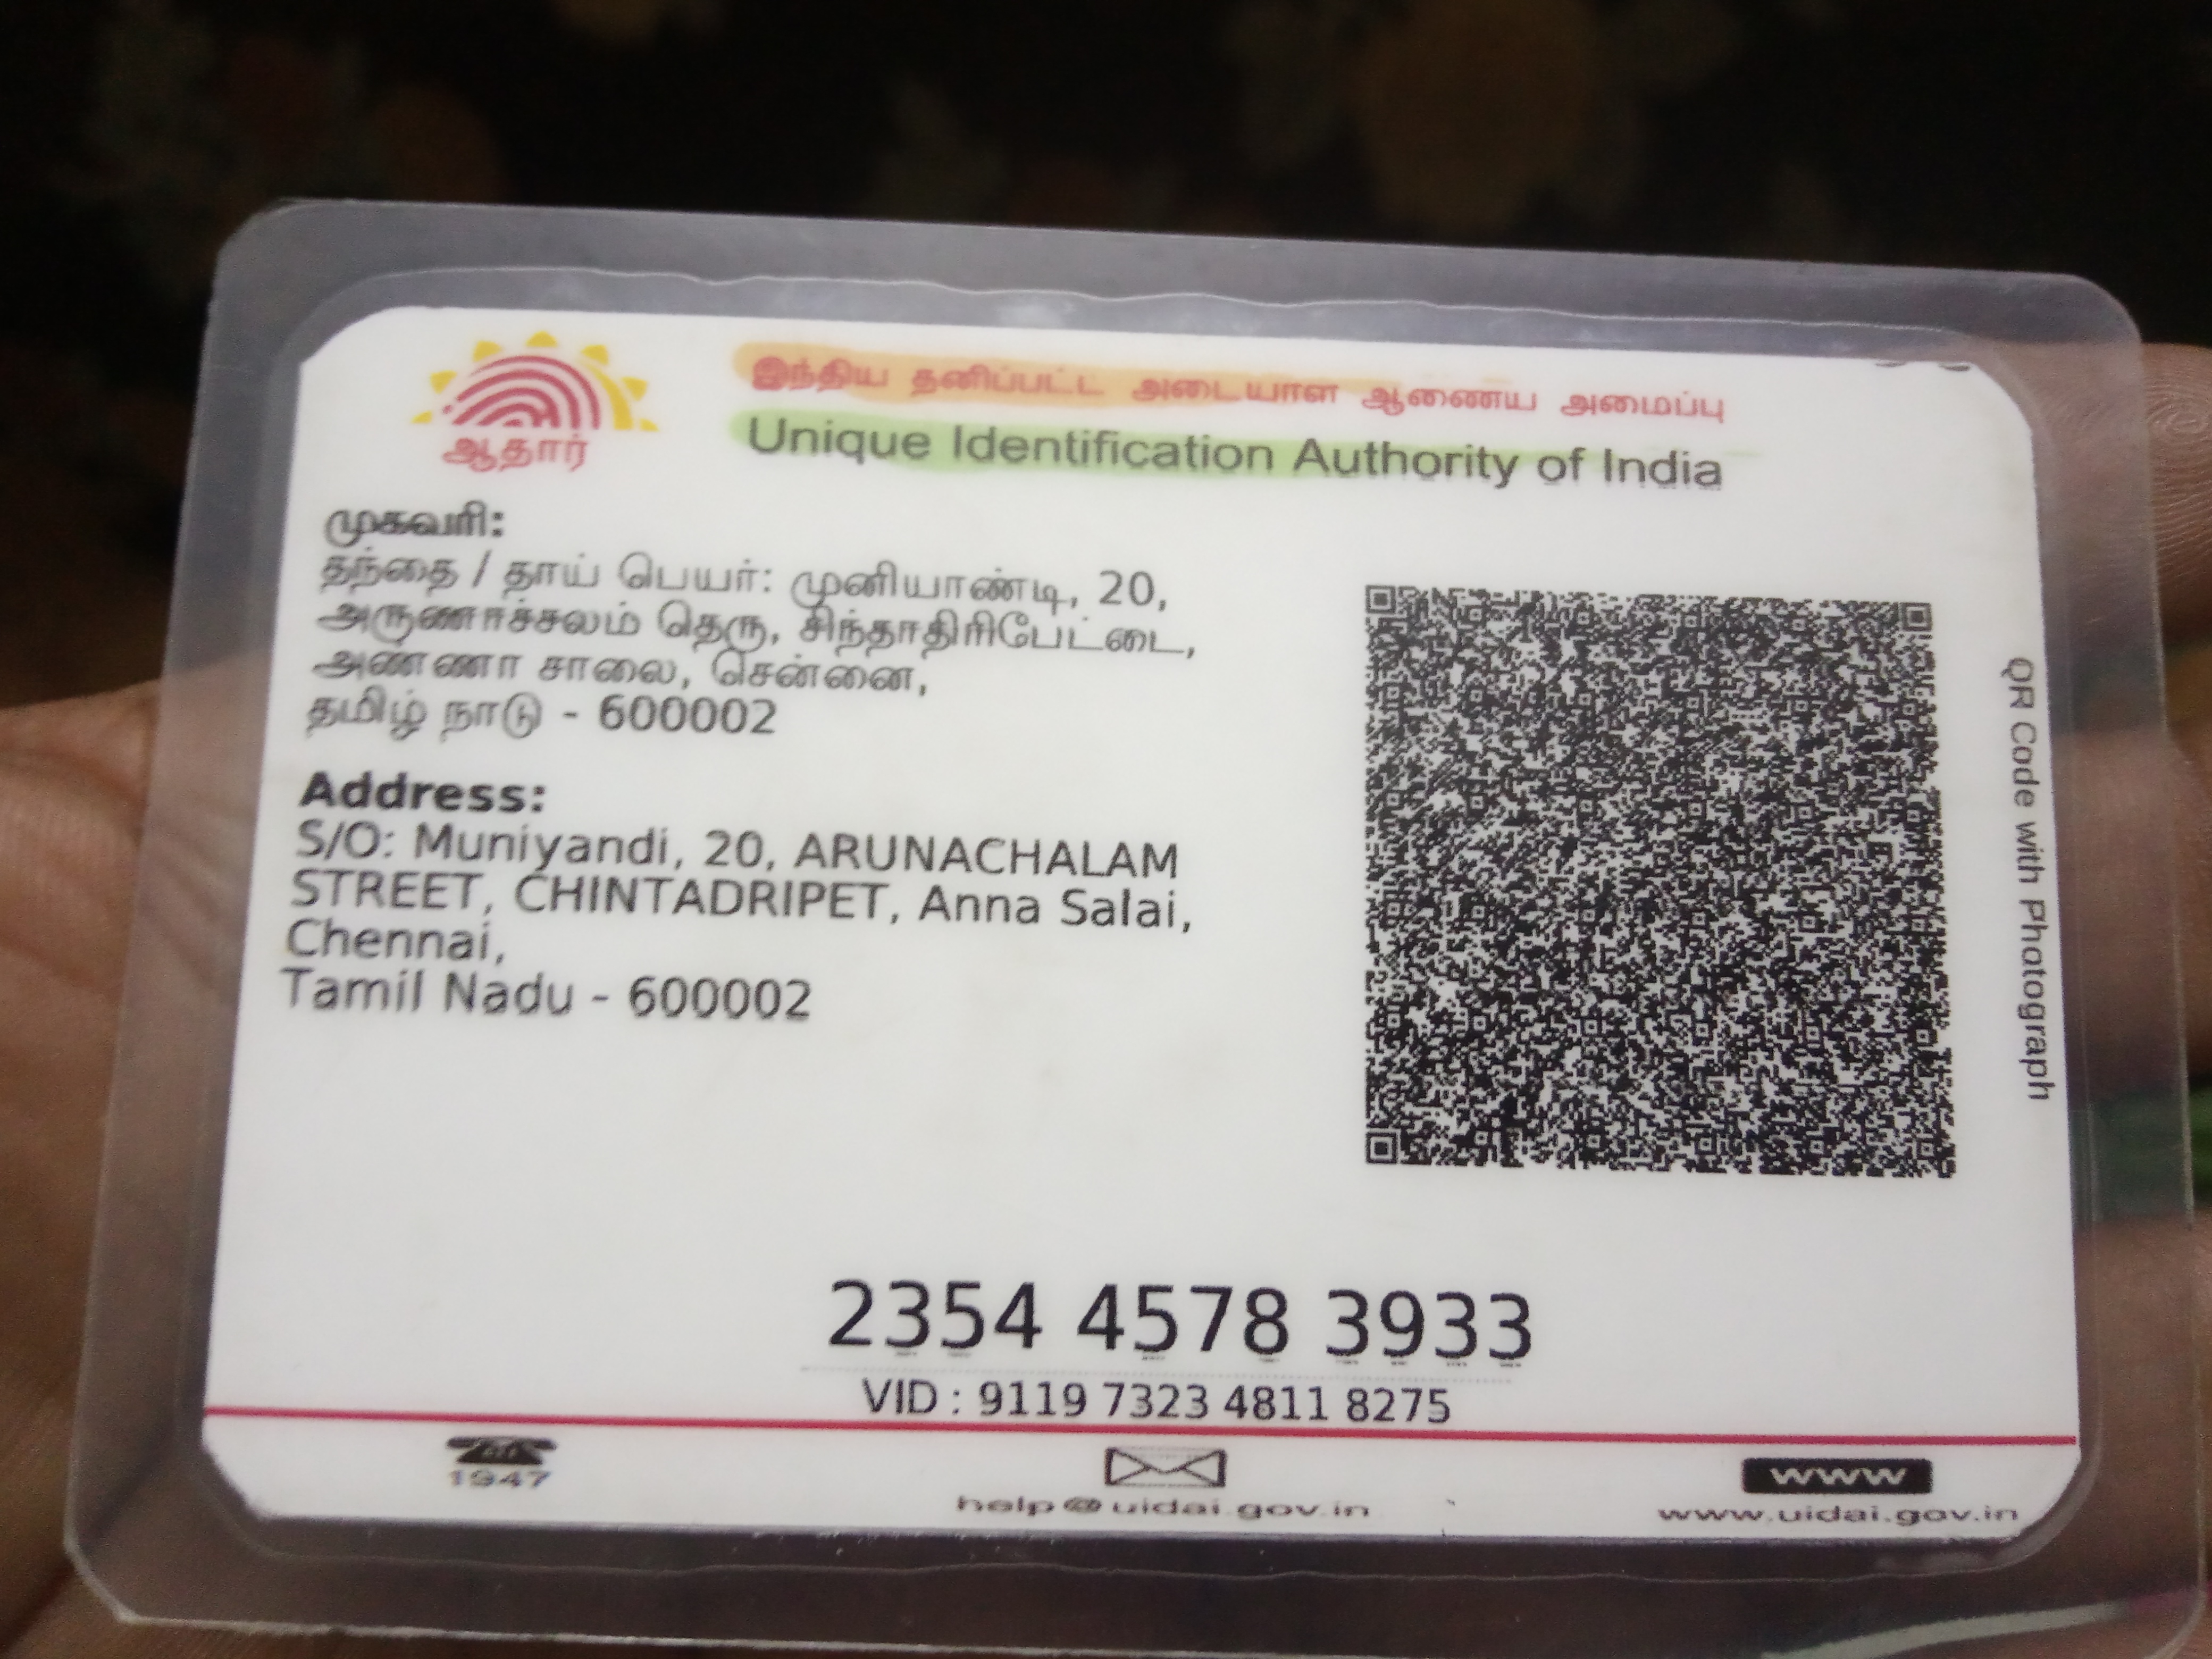 ஆதார்
இந்திய தனிப்பட்ட அடையாள ஆணைய அமைப்பு
Unique Identification Authority of India
முகவரி:
தந்தை / தாய் பெயர்: முனியாண்டி, 20,
அருணாச்சலம் தெரு, சிந்தாதிரிபேட்டை,
அண்ணா சாலை, சென்னை,
தமிழ் நாடு - 600002
Address:
S/O: Muniyandi, 20, ARUNACHALAM
STREET, CHINTADRIPET, Anna Salai,
Chennai,
Tamil Nadu - 600002
QR Code with Photograph
2354 4578 3933
VID : 9119 7323 4811 8275
1947
help@uidai.gov.in
www
www.uidai.gov.in